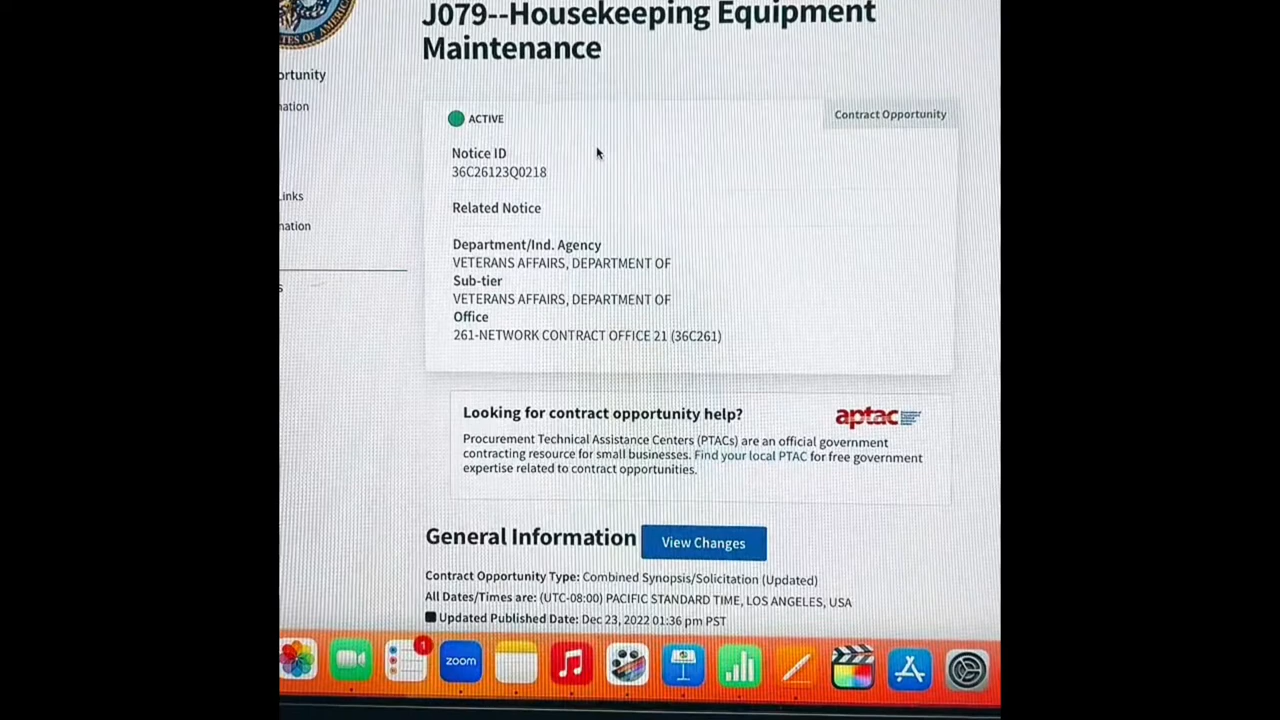 TES OF AMERICA
J079--Housekeeping Equipment
Maintenance
ortunity
nation
Links
nation
s
ACTIVE
Contract Opportunity
Notice ID
36C26123Q0218
Related Notice
Department/Ind. Agency
VETERANS AFFAIRS, DEPARTMENT OF
Sub-tier
VETERANS AFFAIRS, DEPARTMENT OF
Office
261-NETWORK CONTRACT OFFICE 21 (36C261)
Looking for contract opportunity help?
aptac
Procurement Technical Assistance Centers (PTACs) are an official government
contracting resource for small businesses. Find your local PTAC for free government
expertise related to contract opportunities.
General Information
View Changes
Contract Opportunity Type: Combined Synopsis/Solicitation (Updated)
All Dates/Times are: (UTC-08:00) PACIFIC STANDARD TIME, LOS ANGELES, USA
Updated Published Date: Dec 23, 2022 01:36 pm PST
1
zoom